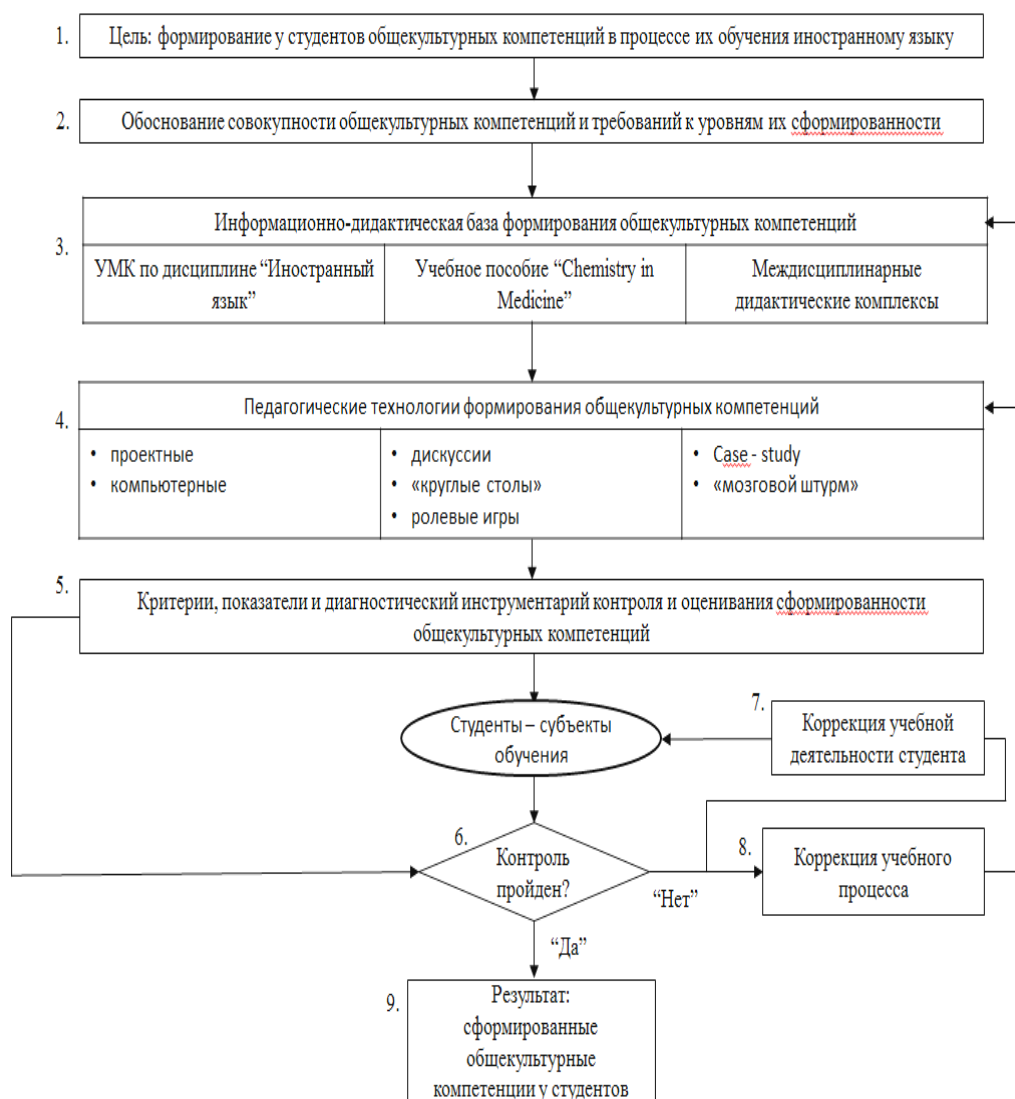 1. Цель: формирование у студентов общекультурных компетенций в процессе их обучения иностранному языку
2. Обоснование совокупности общекультурных компетенций и требований к уровням их сформированности
Информационно-дидактическая база формирования общекультурных компетенций
3.
УМК по дисциплине “Иностранный
язык”
Учебное пособие “Chemistry in
Medicine”
Междисциплинарные
дидактические комплексы
4. Педагогические технологии формирования общекультурных компетенций
• проектные
• компьютерные
• дискуссии
• «круглые столы»
• ролевые игры
• Case - study
• «мозговой штурм»
5. Критерии, показатели и диагностический инструментарий контроля и оценивания сформированности
общекультурных компетенций
Студенты – субъекты
обучения
7. Коррекция учебной
деятельности студента
6. Контроль
пройден?
“Нет”
8. Коррекция учебного
процесса
“Да”
9. Результат:
сформированные
общекультурные
компетенции у студентов